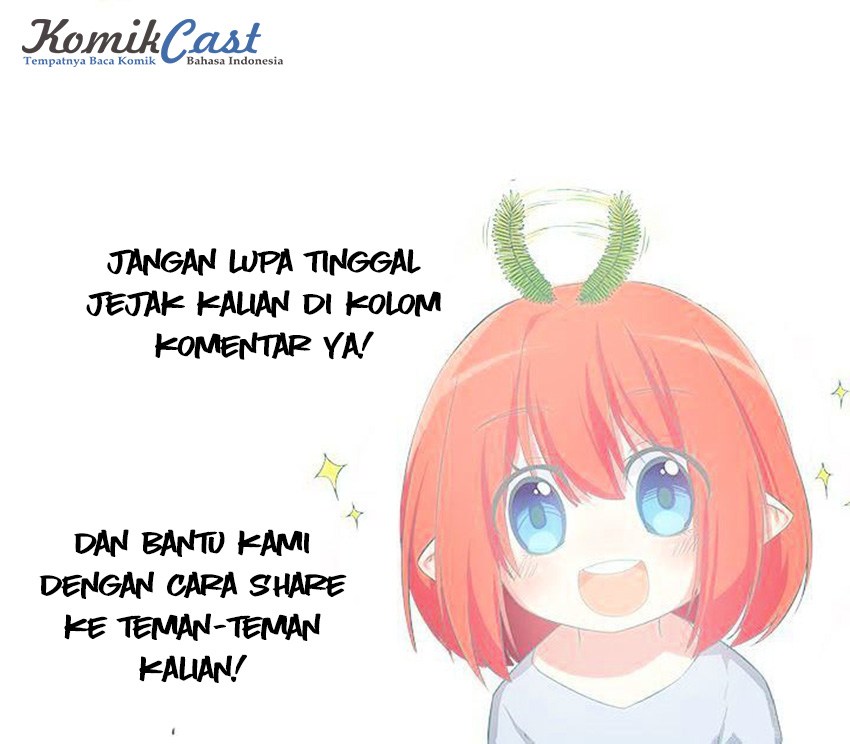 KomikCast
Tempatnya Baca Komik Bahasa Indonesia
JANGAN LUPA TINGGAL
JEJAK KALIAN DI KOLOM
KOMENTAR YA!
DAN BANTU KAMI
DENGAN CARA SHARE
KE TEMAN-TEMAN
KALIAN!